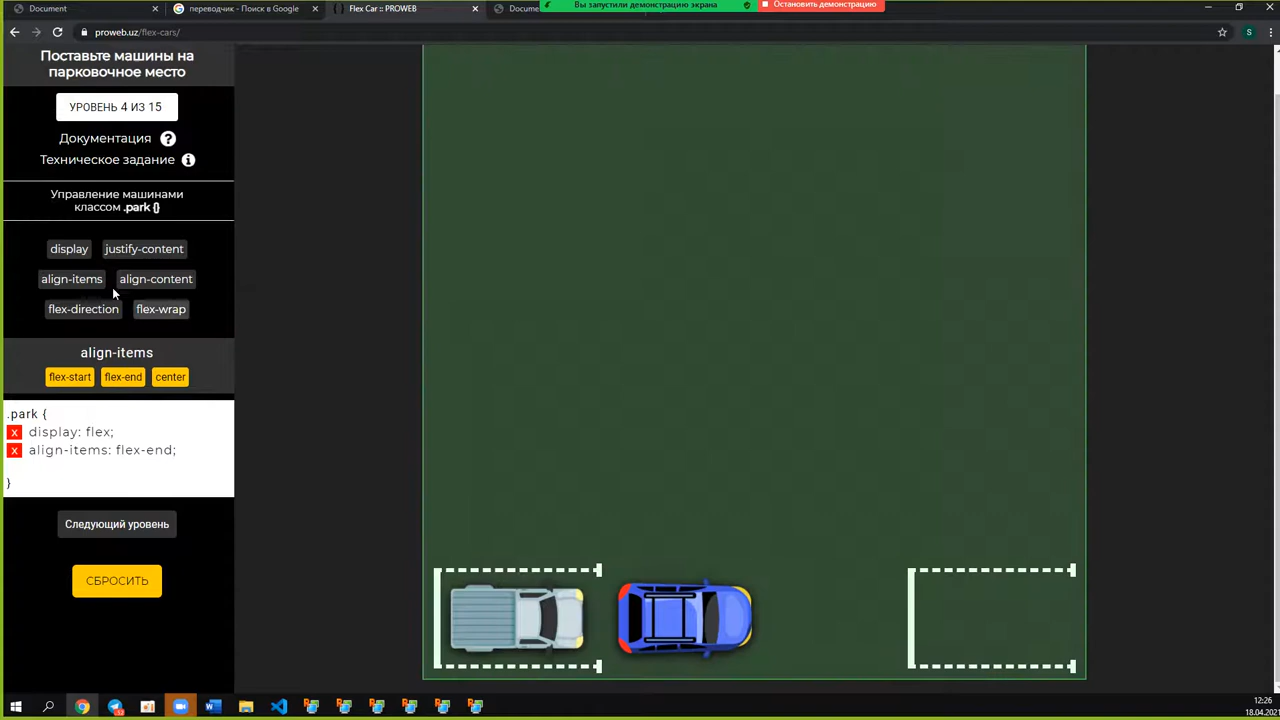 Document
переводчик - Поиск в Google
Flex Car :: PROWEB
Docume
Вы запустили демонстрацию экрана
Остановить демонстрацию
proweb.uz/flex-cars/
S
Поставьте машины на
парковочное место
УРОВЕНЬ 4 ИЗ 15
Документация ?
Техническое задание i
Управление машинами
классом .park {}
display justify-content
align-items align-content
flex-direction flex-wrap
align-items
flex-start flex-end center
.park {
x display: flex;
x align-items: flex-end;
}
Следующий уровень
СБРОСИТЬ
12:26
18.04.202